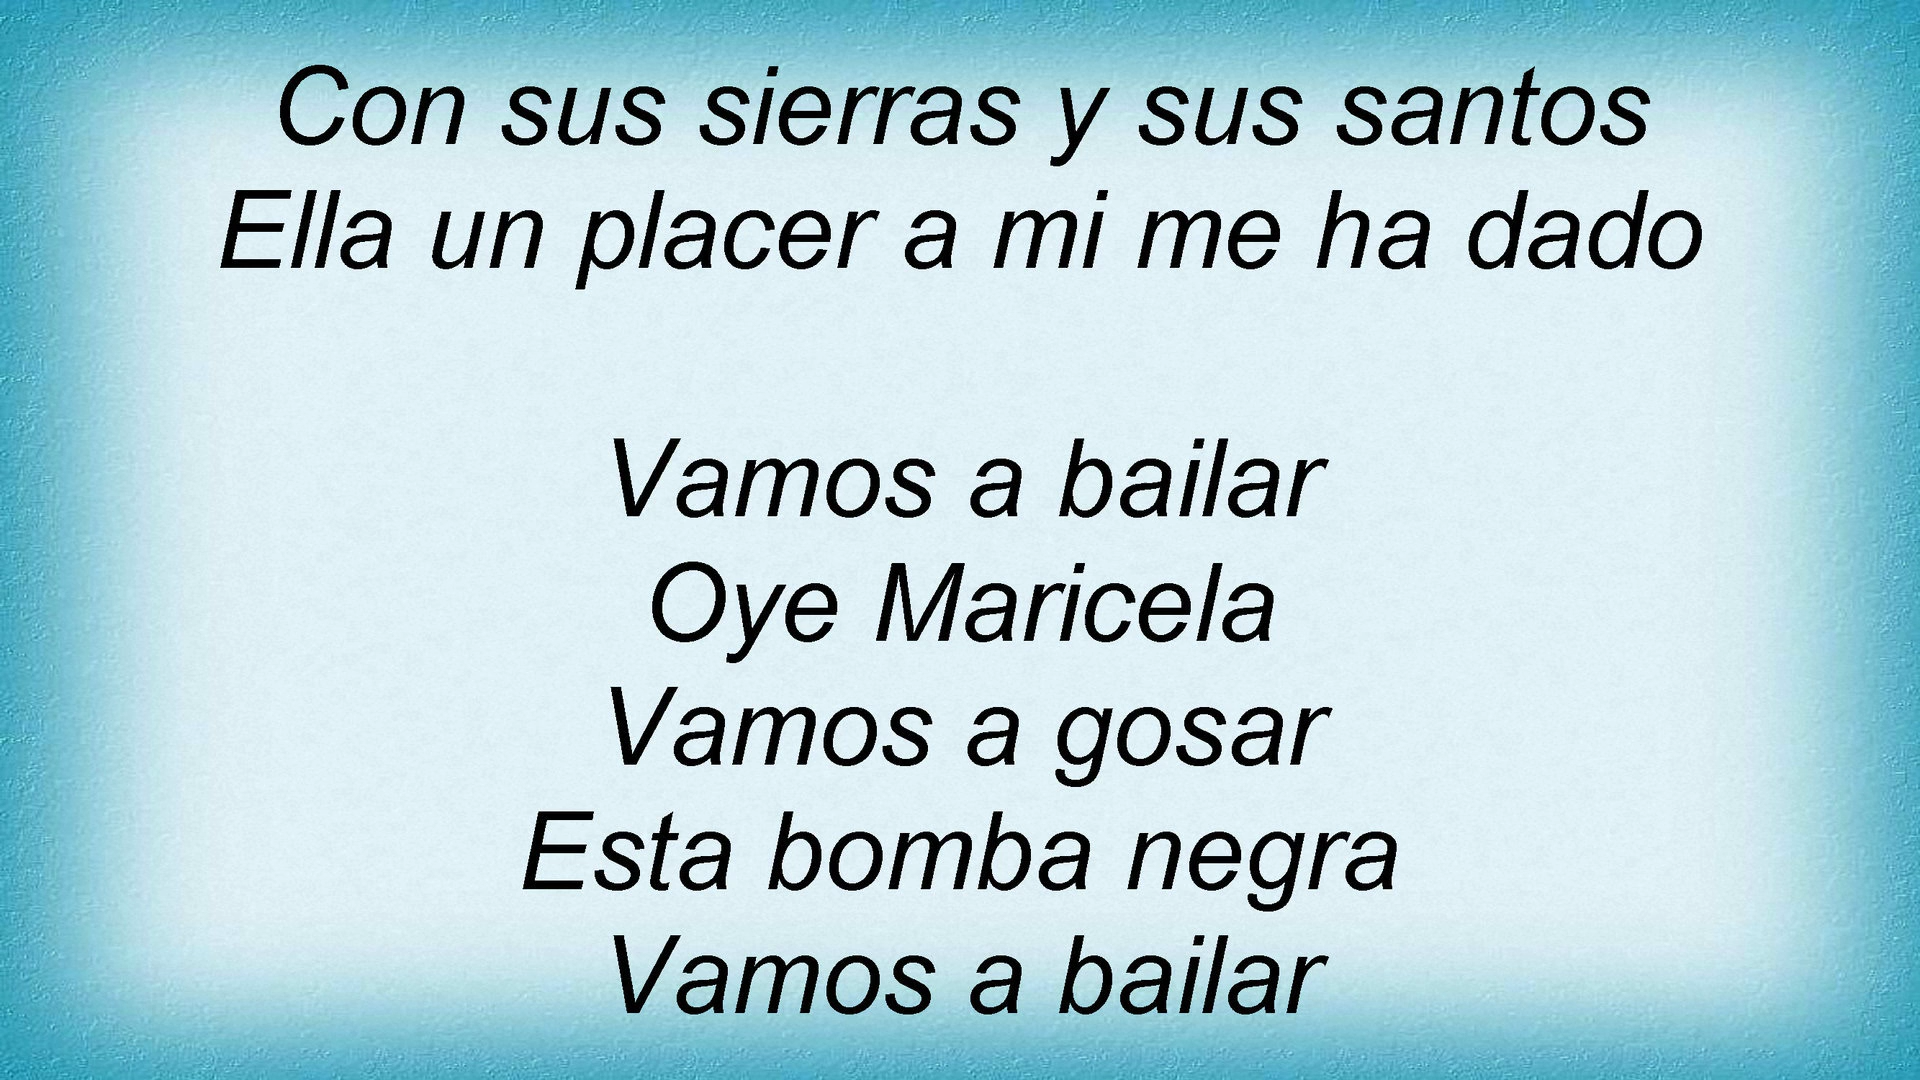 Con sus sierras y sus santos
Ella un placer a mi me ha dado
Vamos a bailar
Oye Maricela
Vamos a gosar
Esta bomba negra
Vamos a bailar